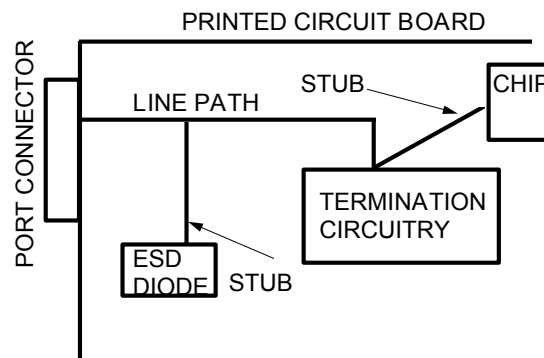 PRINTED CIRCUIT BOARD
PORT CONNECTOR
LINE PATH
STUB
CHIP
TERMINATION
CIRCUITRY
ESD
DIODE
STUB